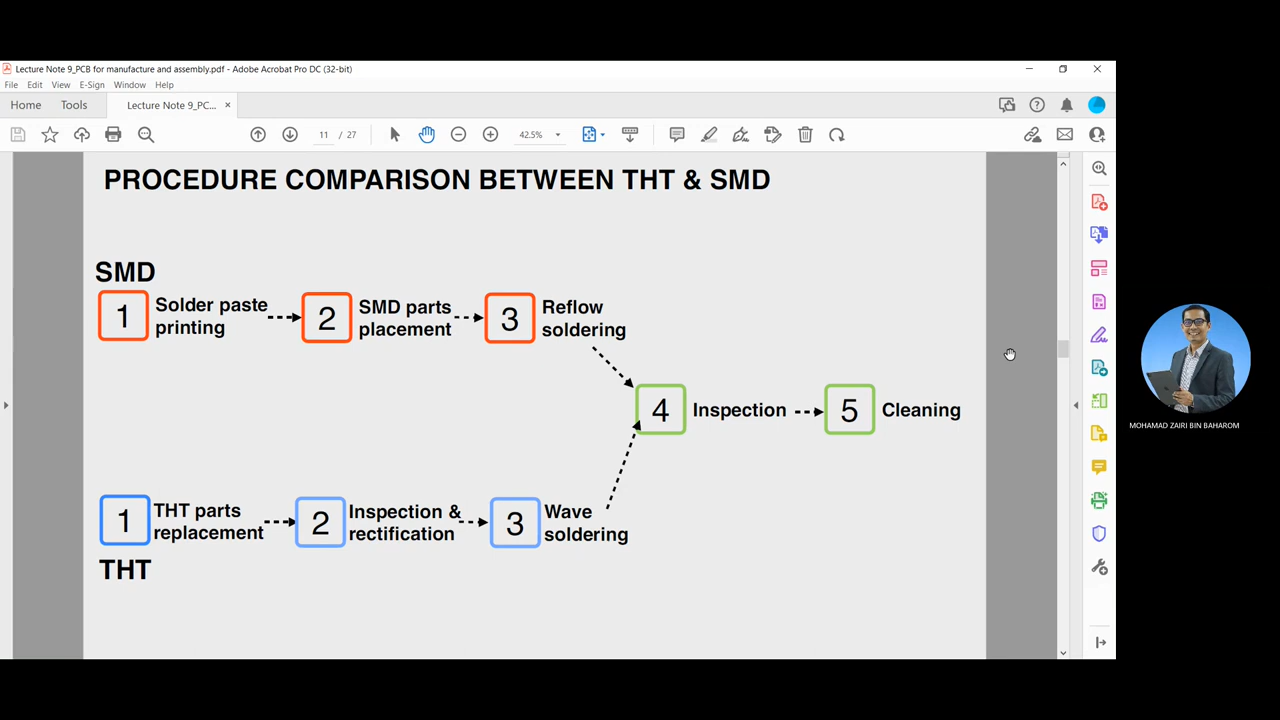 Lecture Note 9_PCB for manufacture and assembly.pdf - Adobe Acrobat Pro DC (32-bit)
File Edit View E-Sign Window Help
Home Tools Lecture Note 9_PC... ×
11 / 27 42.5%
PROCEDURE COMPARISON BETWEEN THT & SMD
SMD
1 Solder paste printing
2 SMD parts placement
3 Reflow soldering
4 Inspection
5 Cleaning
1 THT parts replacement
2 Inspection & rectification
3 Wave soldering
THT
MOHAMAD ZAIRI BIN BAHAROM